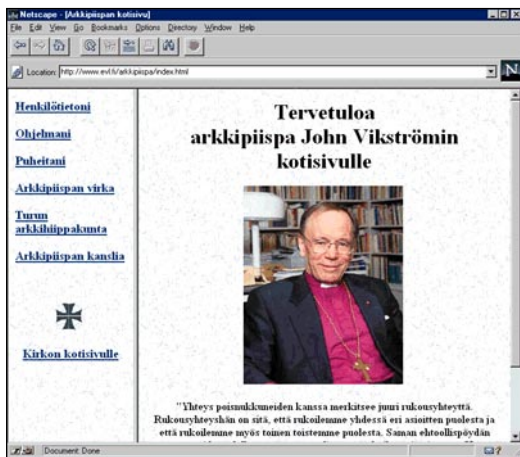 Netscape - [Arkkipiispan kotisivu]
File Edit View Go Bookmarks Options Directory Window Help
Location: http://www.evl.fi/arkkipiispa/index.html
N
Henkilötietoni
Ohjelmani
Puheitani
Arkkipiispan virka
Turun
arkkihiippakunta
Arkkipiispan kanslia
Kirkon kotisivulle
Tervetuloa
arkkipiispa John Vikströmin
kotisivulle
"Yhteys poisnukkuneiden kanssa merkitsee juuri rukousyhteyttä.
Rukousyhteyshän on sitä, että rukoilemme yhdessä eri asioitten puolesta ja
että rukoilemme myös toinen toistemme puolesta. Saman ehtoollispöydän
Document: Done